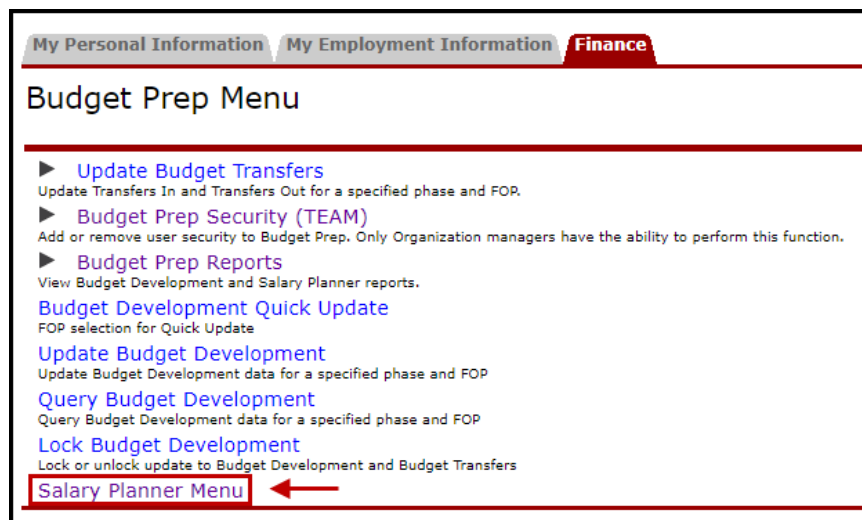 My Personal Information My Employment Information Finance
Budget Prep Menu
Update Budget Transfers
Update Transfers In and Transfers Out for a specified phase and FOP.
Budget Prep Security (TEAM)
Add or remove user security to Budget Prep. Only Organization managers have the ability to perform this function.
Budget Prep Reports
View Budget Development and Salary Planner reports.
Budget Development Quick Update
FOP selection for Quick Update
Update Budget Development
Update Budget Development data for a specified phase and FOP
Query Budget Development
Query Budget Development data for a specified phase and FOP
Lock Budget Development
Lock or unlock update to Budget Development and Budget Transfers
Salary Planner Menu